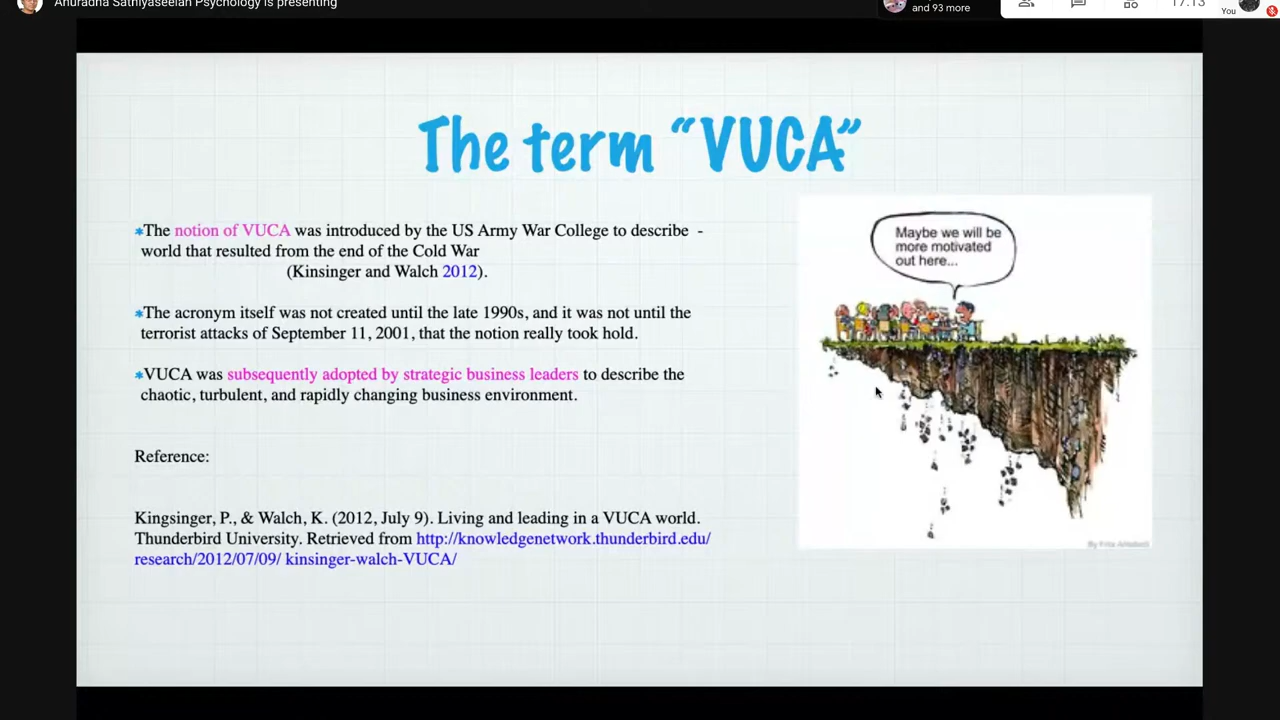 Anuradha Sathiyaseelan Psychology is presenting
and 93 more
17:13
You
The term “VUCA”
*The notion of VUCA was introduced by the US Army War College to describe -
world that resulted from the end of the Cold War
(Kinsinger and Walch 2012).
*The acronym itself was not created until the late 1990s, and it was not until the
terrorist attacks of September 11, 2001, that the notion really took hold.
*VUCA was subsequently adopted by strategic business leaders to describe the
chaotic, turbulent, and rapidly changing business environment.
Reference:
Kingsinger, P., & Walch, K. (2012, July 9). Living and leading in a VUCA world.
Thunderbird University. Retrieved from http://knowledgenetwork.thunderbird.edu/
research/2012/07/09/ kinsinger-walch-VUCA/
Maybe we will be
more motivated
out here...